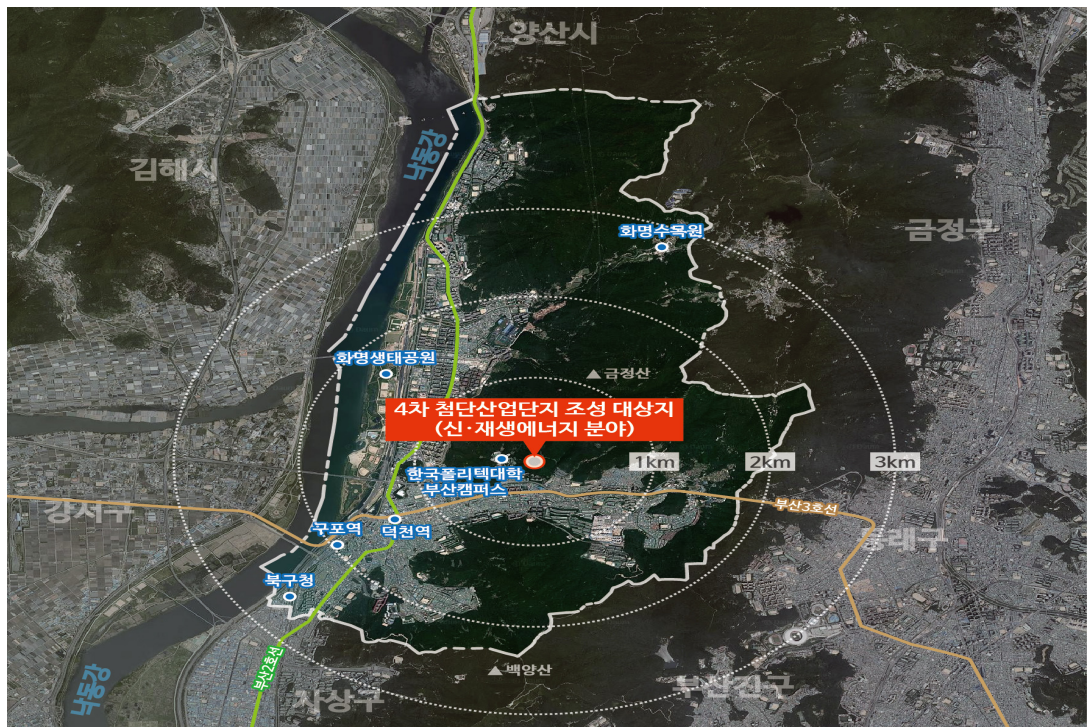 양산시
낙동강
김해시
화명수목원
금정구
화명생태공원
▲금정산
4차 첨단산업단지 조성 대상지
(신·재생에너지 분야)
1km
2km
3km
한국폴리텍대학
부산캠퍼스
강서구
부산3호선
구포역
덕천역
동래구
북구청
부산2호선
▲백양산
낙동강
사상구
부산진구